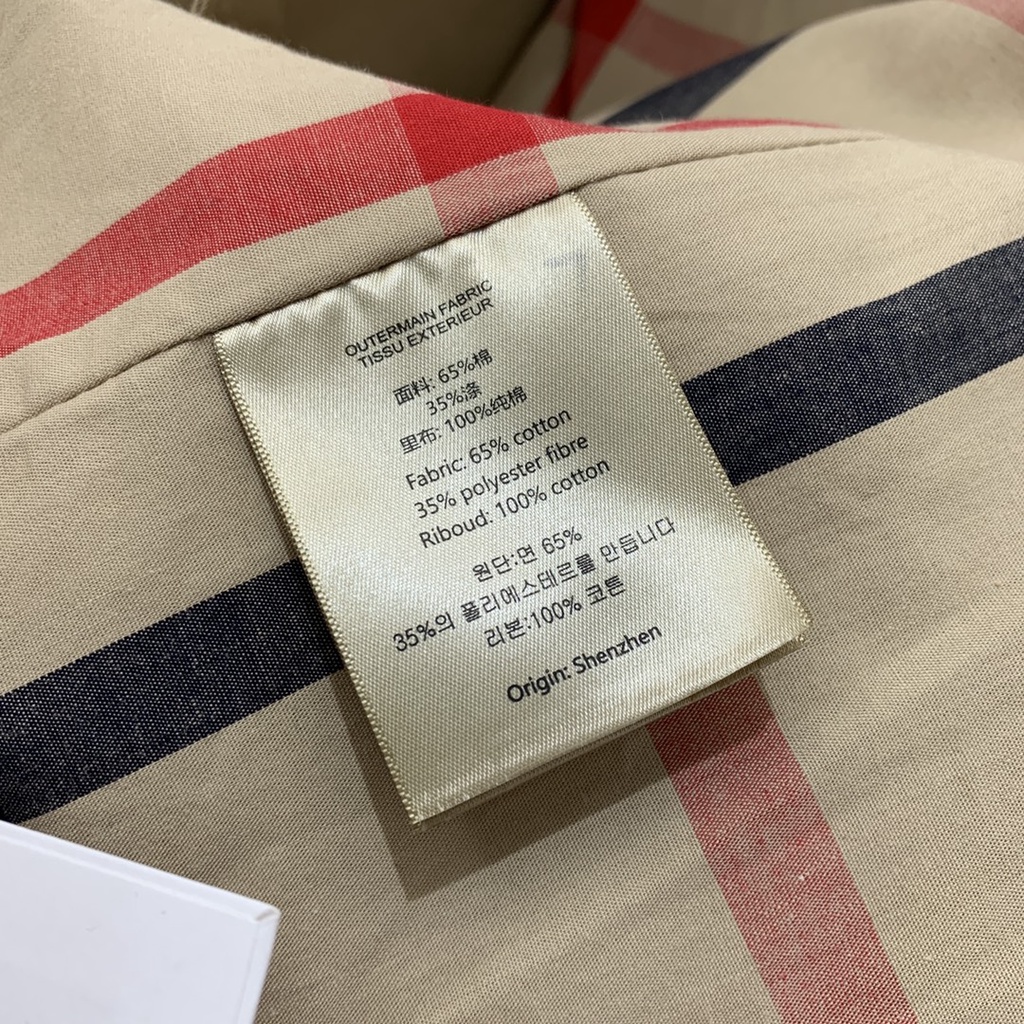 OUTERMAIN FABRIC
TISSU EXTERIEUR
面料: 65%棉
35%涤
里布: 100%纯棉
Fabric: 65% cotton
35% polyester fibre
Riboud: 100% cotton
원단:면 65%
35%의 폴리에스테르를 만듭니다
리본:100% 코튼
Origin: Shenzhen